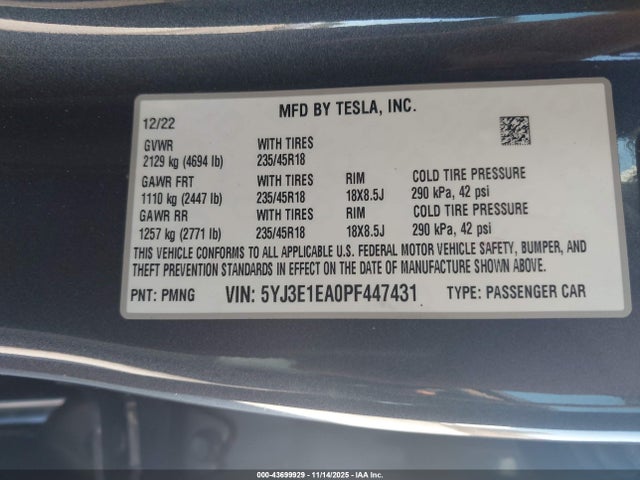 MFD BY TESLA, INC.
12/22
GVWR WITH TIRES
2129 kg (4694 lb) 235/45R18
GAWR FRT WITH TIRES RIM COLD TIRE PRESSURE
1110 kg (2447 lb) 235/45R18 18X8.5J 290 kPa, 42 psi
GAWR RR WITH TIRES RIM COLD TIRE PRESSURE
1257 kg (2771 lb) 235/45R18 18X8.5J 290 kPa, 42 psi
THIS VEHICLE CONFORMS TO ALL APPLICABLE U.S. FEDERAL MOTOR VEHICLE SAFETY, BUMPER, AND
THEFT PREVENTION STANDARDS IN EFFECT ON THE DATE OF MANUFACTURE SHOWN ABOVE.
PNT: PMNG VIN: 5YJ3E1EA0PF447431 TYPE: PASSENGER CAR
000-43699929 - 11/14/2025 - IAA Inc.